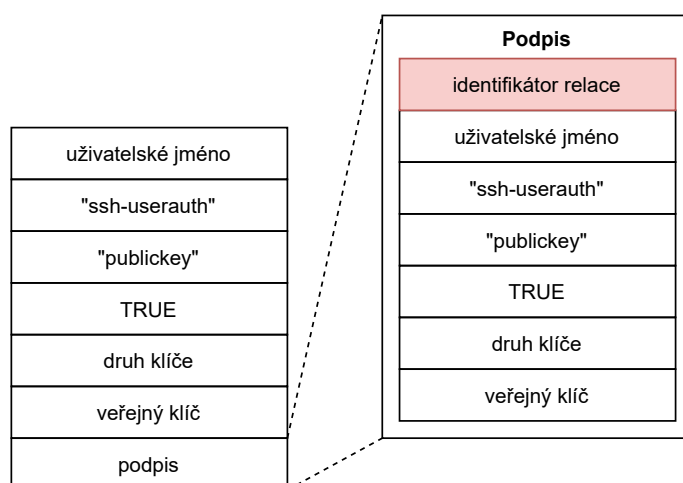 uživatelské jméno
"ssh-userauth"
"publickey"
TRUE
druh klíče
veřejný klíč
podpis
Podpis
identifikátor relace
uživatelské jméno
"ssh-userauth"
"publickey"
TRUE
druh klíče
veřejný klíč